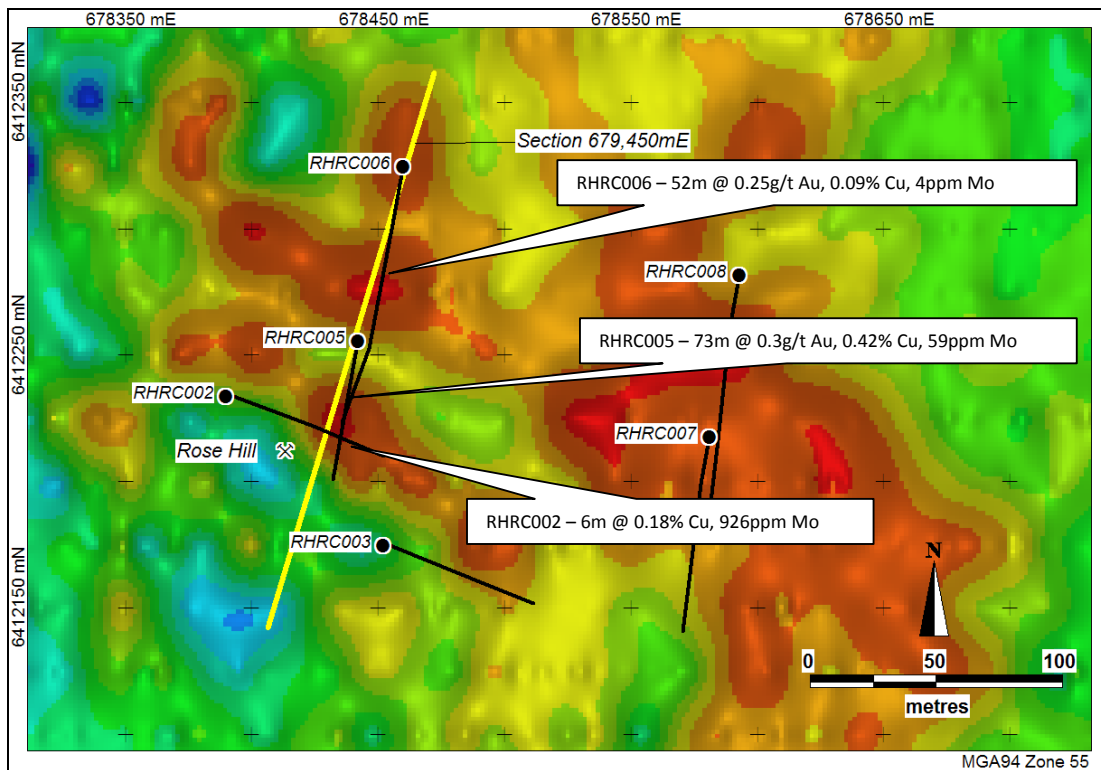 678350 mE 678450 mE 678550 mE 678650 mE
6412350 mN
6412250 mN
6412150 mN
Section 679,450mE
RHRC006
RHRC006 – 52m @ 0.25g/t Au, 0.09% Cu, 4ppm Mo
RHRC008
RHRC005
RHRC005 – 73m @ 0.3g/t Au, 0.42% Cu, 59ppm Mo
RHRC002
RHRC007
Rose Hill
RHRC002 – 6m @ 0.18% Cu, 926ppm Mo
RHRC003
N
0 50 100
metres
MGA94 Zone 55